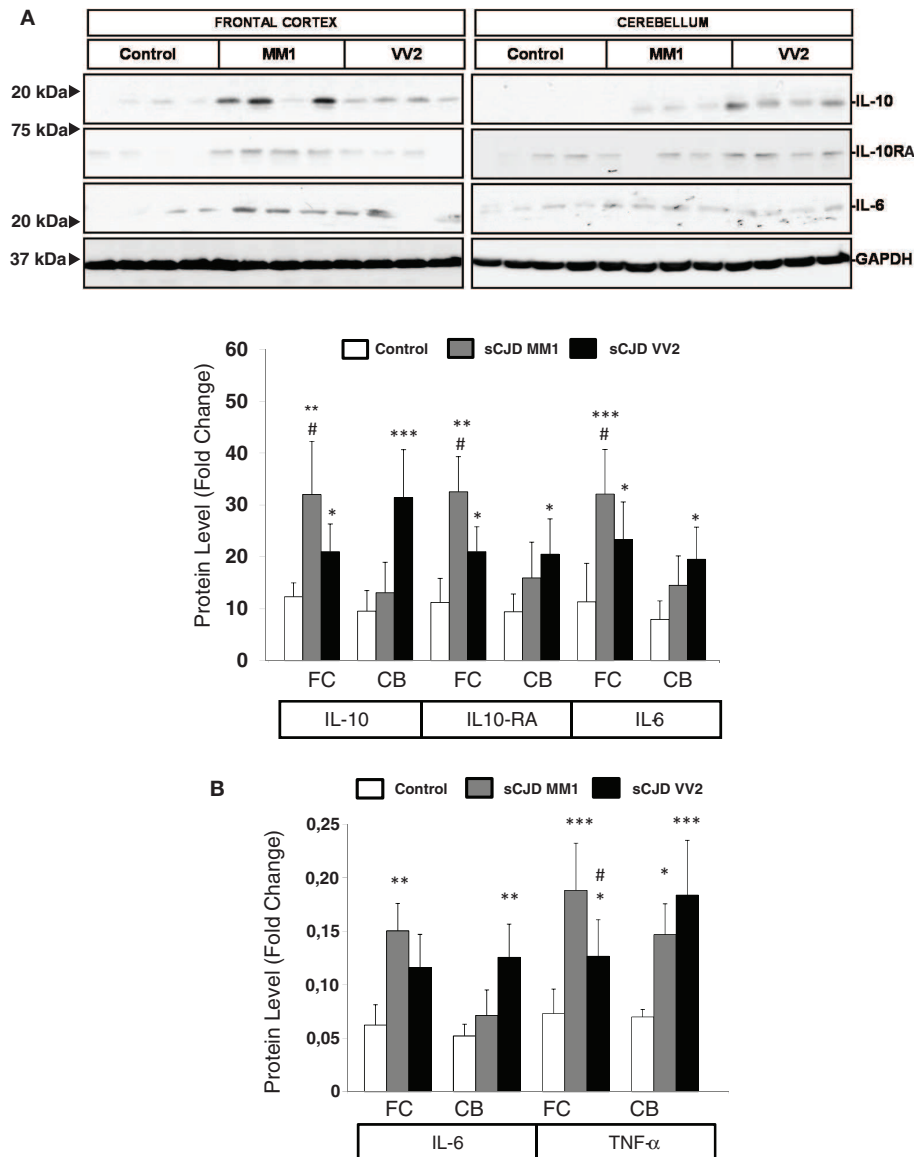 A
FRONTAL CORTEX CEREBELLUM
Control MM1 VV2 Control MM1 VV2
20 kDa IL-10
75 kDa
IL-10RA
20 kDa IL-6
37 kDa GAPDH
Control sCJD MM1 sCJD VV2
Protein Level (Fold Change)
60
50
40
30
20
10
0
** # * *** ** # * * *** # * *
FC CB FC CB FC CB
IL-10 IL10-RA IL-6
B
Control sCJD MM1 sCJD VV2
Protein Level (Fold Change)
0,25
0,20
0,15
0,10
0,05
0
** ** *** # * * ***
FC CB FC CB
IL-6 TNF-α